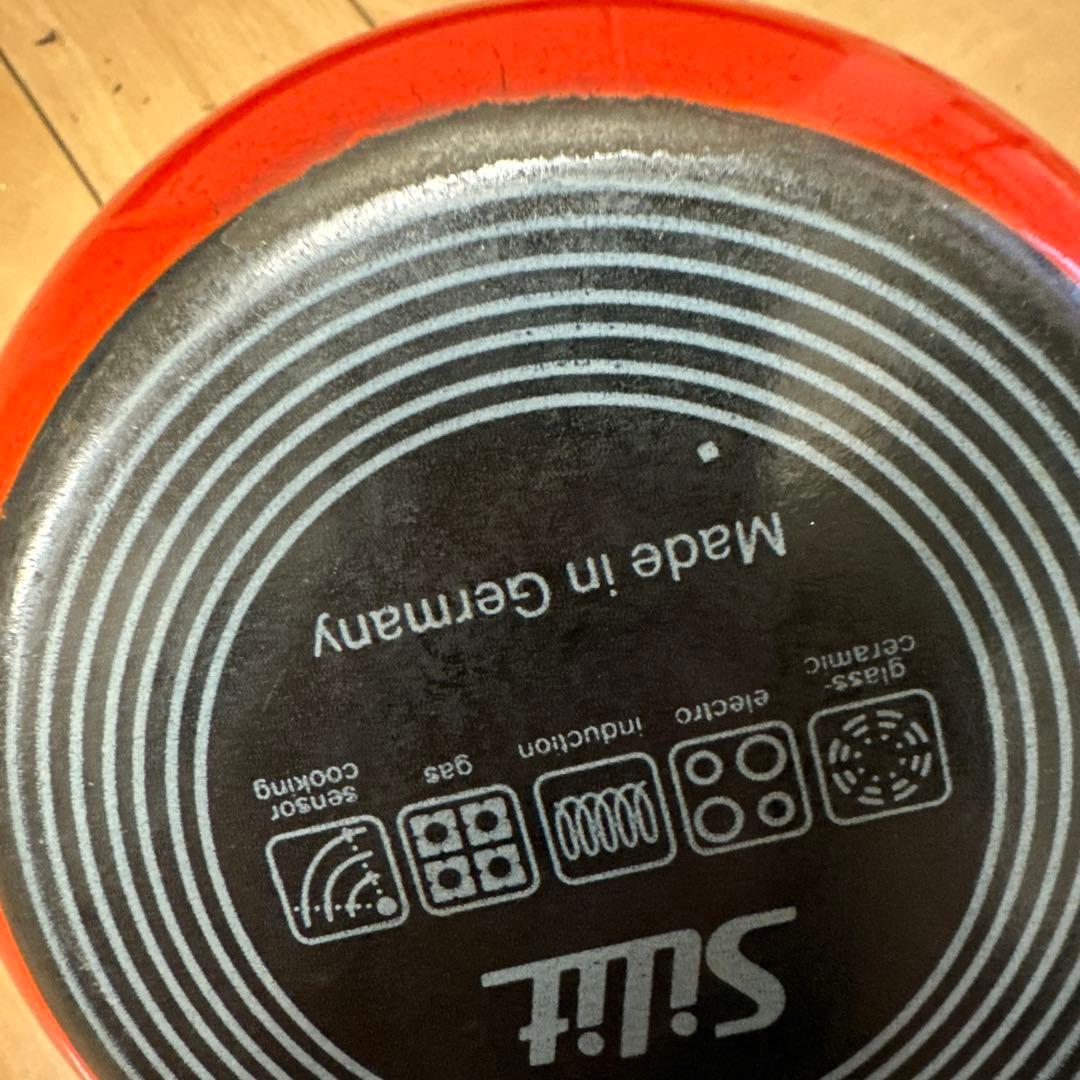 Silit
glass-
ceramic
electro
induction
gas
sensor
cooking
Made in Germany